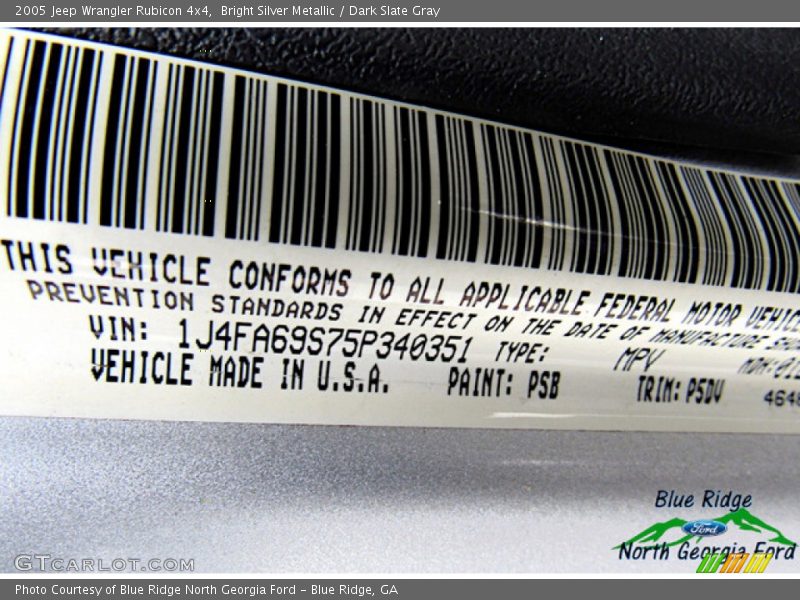 2005 Jeep Wrangler Rubicon 4x4, Bright Silver Metallic / Dark Slate Gray
THIS VEHICLE CONFORMS TO ALL APPLICABLE FEDERAL MOTOR VEHICLE
PREVENTION STANDARDS IN EFFECT ON THE DATE OF MANUFACTURE
VIN: 1J4FA69S75P340351 TYPE: MPV
VEHICLE MADE IN U.S.A. PAINT: PSB TRIM: P5DV 4648
Blue Ridge
Ford
North Georgia Ford
GTcarlot.com
Photo Courtesy of Blue Ridge North Georgia Ford – Blue Ridge, GA